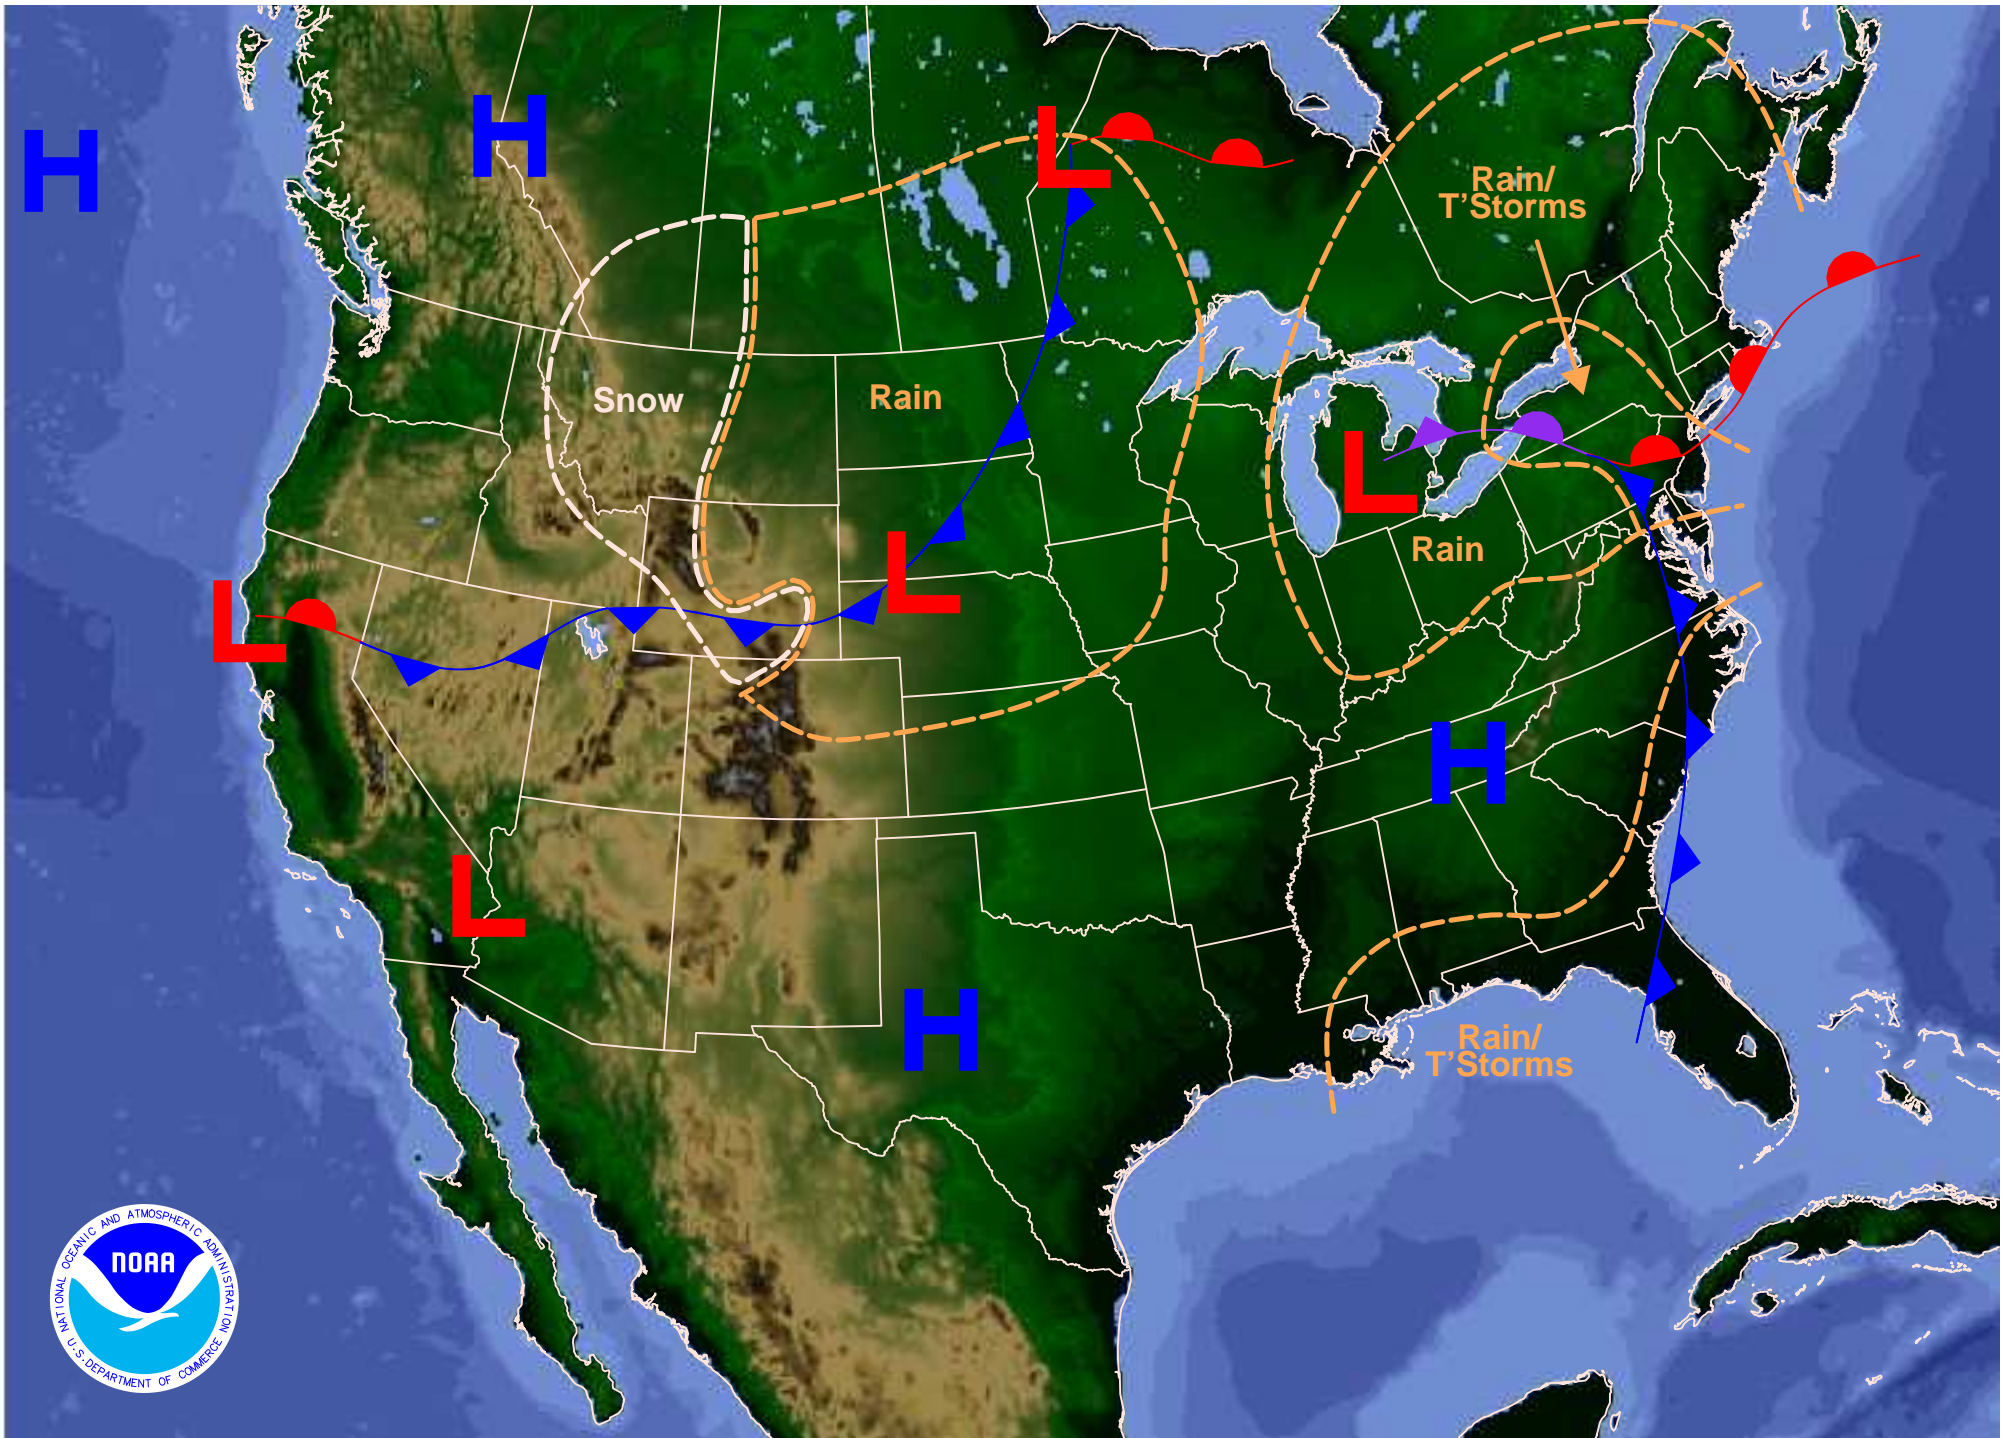 H
H
L
Rain/
T'Storms
Snow
Rain
L
Rain
L
L
H
L
H
Rain/
T'Storms
NATIONAL OCEANIC AND ATMOSPHERIC ADMINISTRATION
NOAA
U.S. DEPARTMENT OF COMMERCE